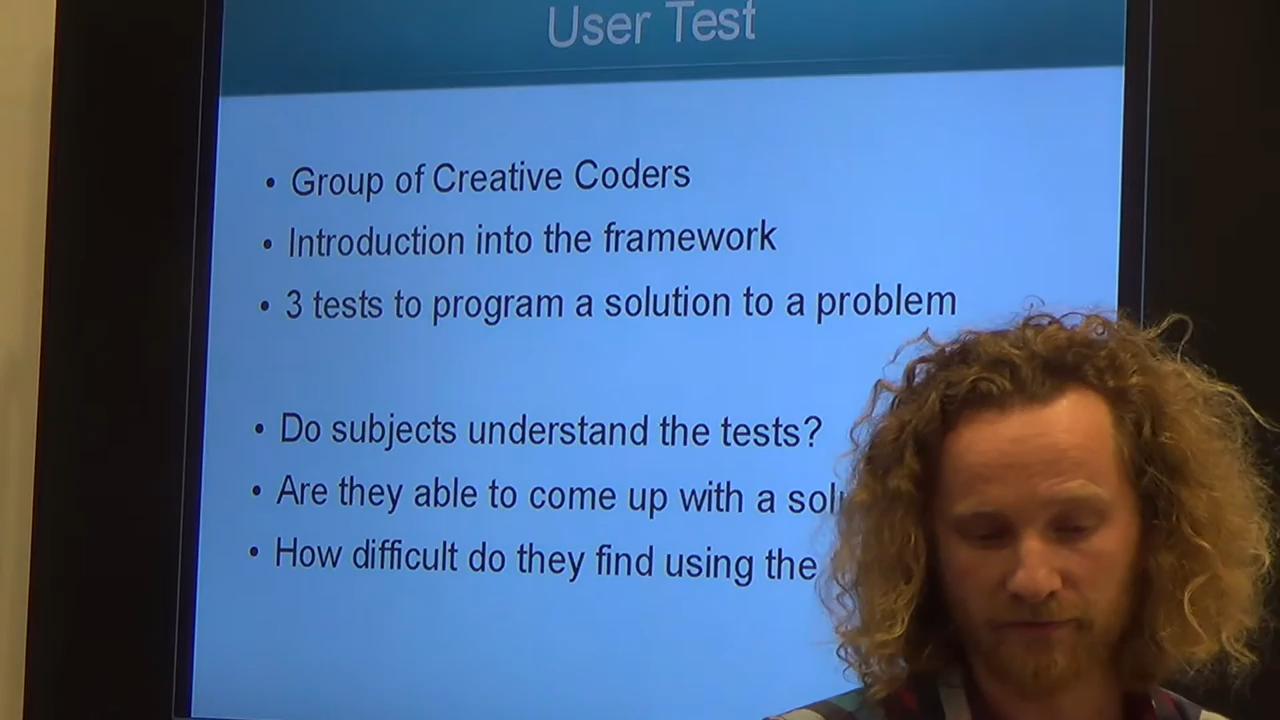 User Test
• Group of Creative Coders
• Introduction into the framework
• 3 tests to program a solution to a problem
• Do subjects understand the tests?
• Are they able to come up with a
• How difficult do they find using the